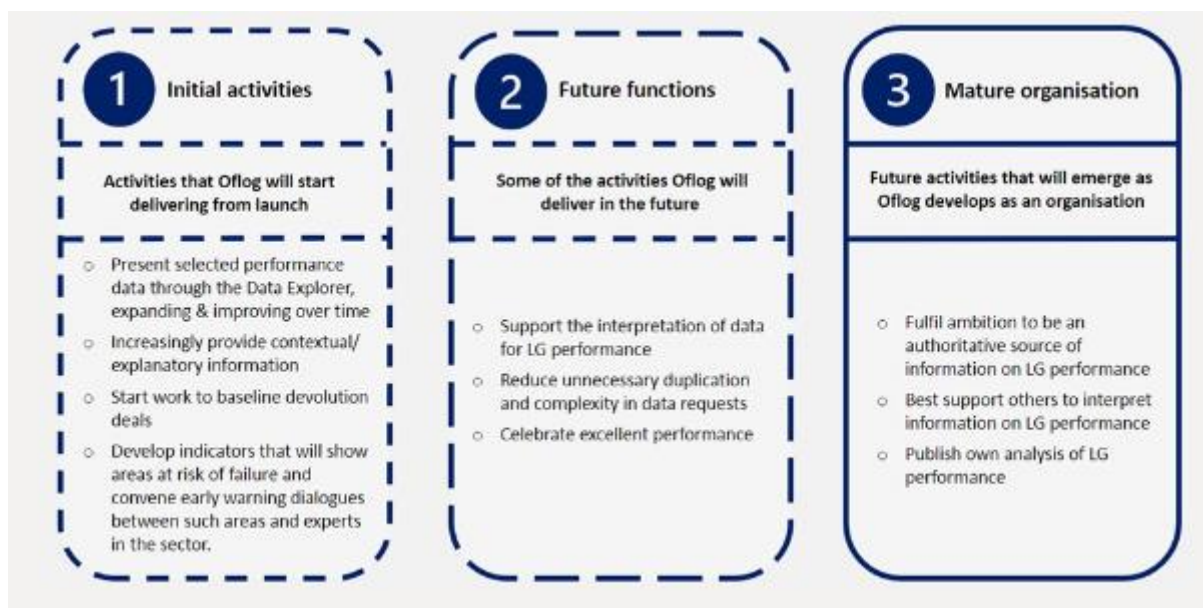 1 Initial activities
Activities that Oflog will start
delivering from launch
○ Present selected performance
data through the Data Explorer,
expanding & improving over time
○ Increasingly provide contextual/
explanatory information
○ Start work to baseline devolution
deals
○ Develop indicators that will show
areas at risk of failure and
convene early warning dialogues
between such areas and experts
in the sector.
2 Future functions
Some of the activities Oflog will
deliver in the future
○ Support the interpretation of data
for LG performance
○ Reduce unnecessary duplication
and complexity in data requests
○ Celebrate excellent performance
3 Mature organisation
Future activities that will emerge as
Oflog develops as an organisation
○ Fulfil ambition to be an
authoritative source of
information on LG performance
○ Best support others to interpret
information on LG performance
○ Publish own analysis of LG
performance